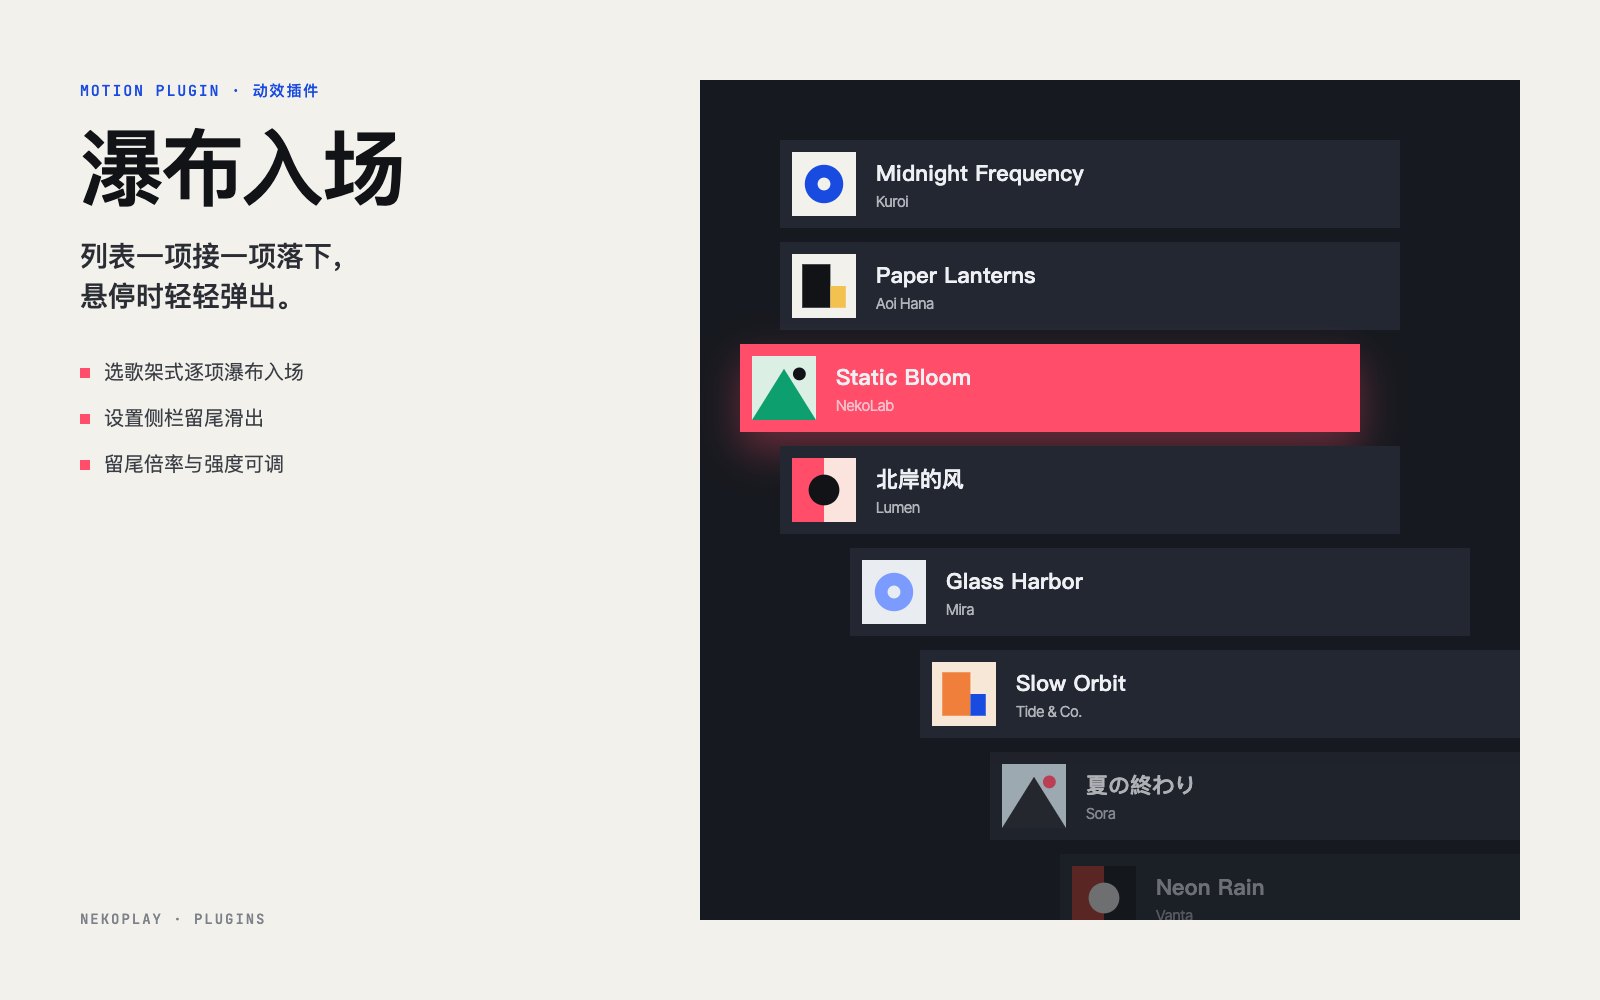 MOTION PLUGIN · 动效插件
瀑布入场
列表一项接一项落下，
悬停时轻轻弹出。
选歌架式逐项瀑布入场
设置侧栏留尾滑出
留尾倍率与强度可调
NEKOPLAY · PLUGINS
Midnight Frequency
Kuroi
Paper Lanterns
Aoi Hana
Static Bloom
NekoLab
北岸的风
Lumen
Glass Harbor
Mira
Slow Orbit
Tide & Co.
夏の終わり
Sora
Neon Rain
Vanta